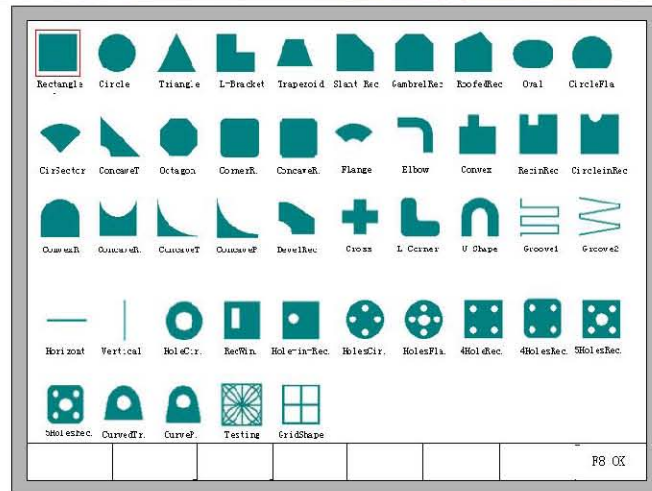 Rectangle Circle Triangle L-Bracket Trapezoid Slant Rec GambrelRec RoofedRec Oval CircleFla
CirSector ConcaveT Octagon CornerR. ConcaveR. Flange Elbow Convex RecinRec CircleinRec
ConvexR ConcaveR. ConcaveT ConcaveP. DevelRec Cross L Corner U Shape Groove1 Groove2
Horizont Vertical HoleCir. RecWin. Hole-in-Rec. HolesCir. HolesFla. 4HoleRec. 4HolesRec. 5HolesRec.
5HolesRec. CurvedTr. CurveP. Testing GridShape
F8 OK